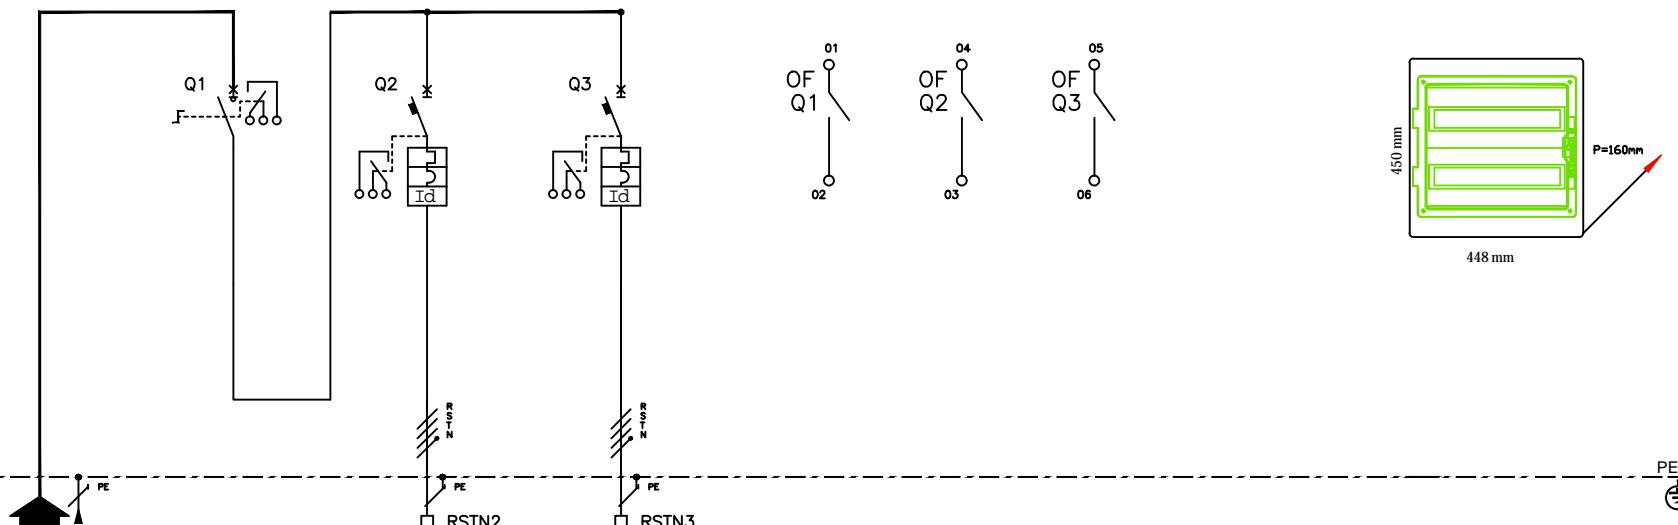 01 04 05
Q1 Q2 Q3
OF OF OF
Q1 Q2 Q3
450 mm
P=160mm
Id Id
02 03 06
448 mm
R R
S S
T T
N N
PE
PE PE PE
RSTN2 RSTN3